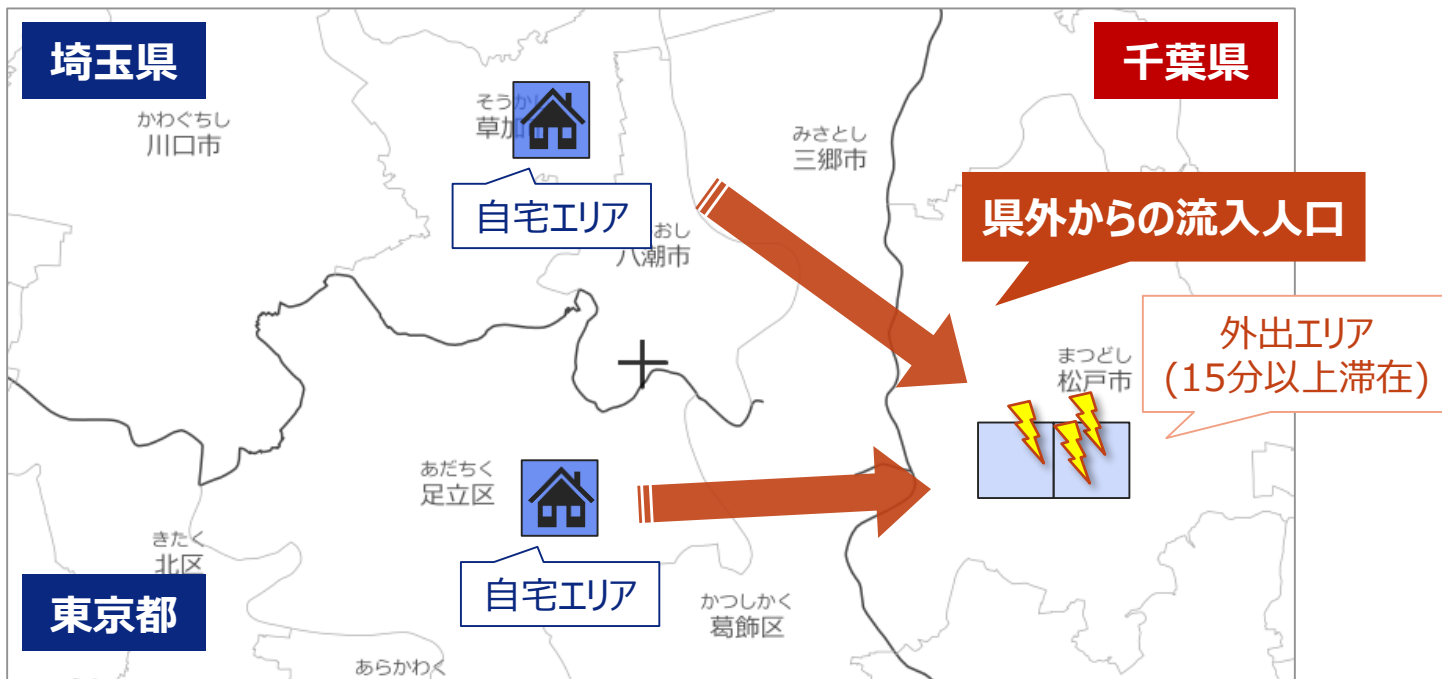 埼玉県
千葉県
かわぐちし
川口市
そうか
草加
みさとし
三郷市
自宅エリア
おし
八潮市
県外からの流入人口
外出エリア
(15分以上滞在)
まつどし
松戸市
あだちく
足立区
きたく
北区
自宅エリア
かつしかく
葛飾区
東京都
あらかわく